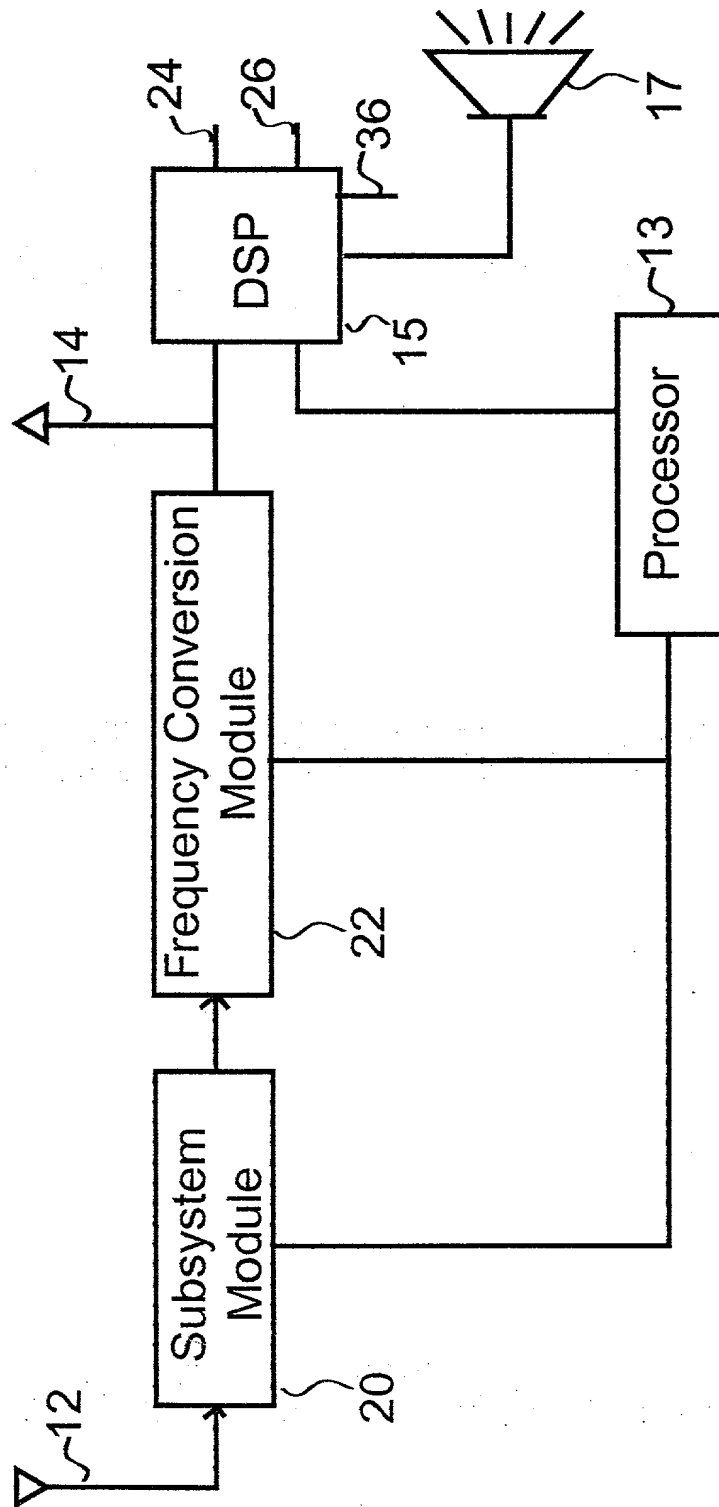 12
20
Subsystem
Module
22
Frequency Conversion
Module
14
15
DSP
24
26
36
17
13
Processor